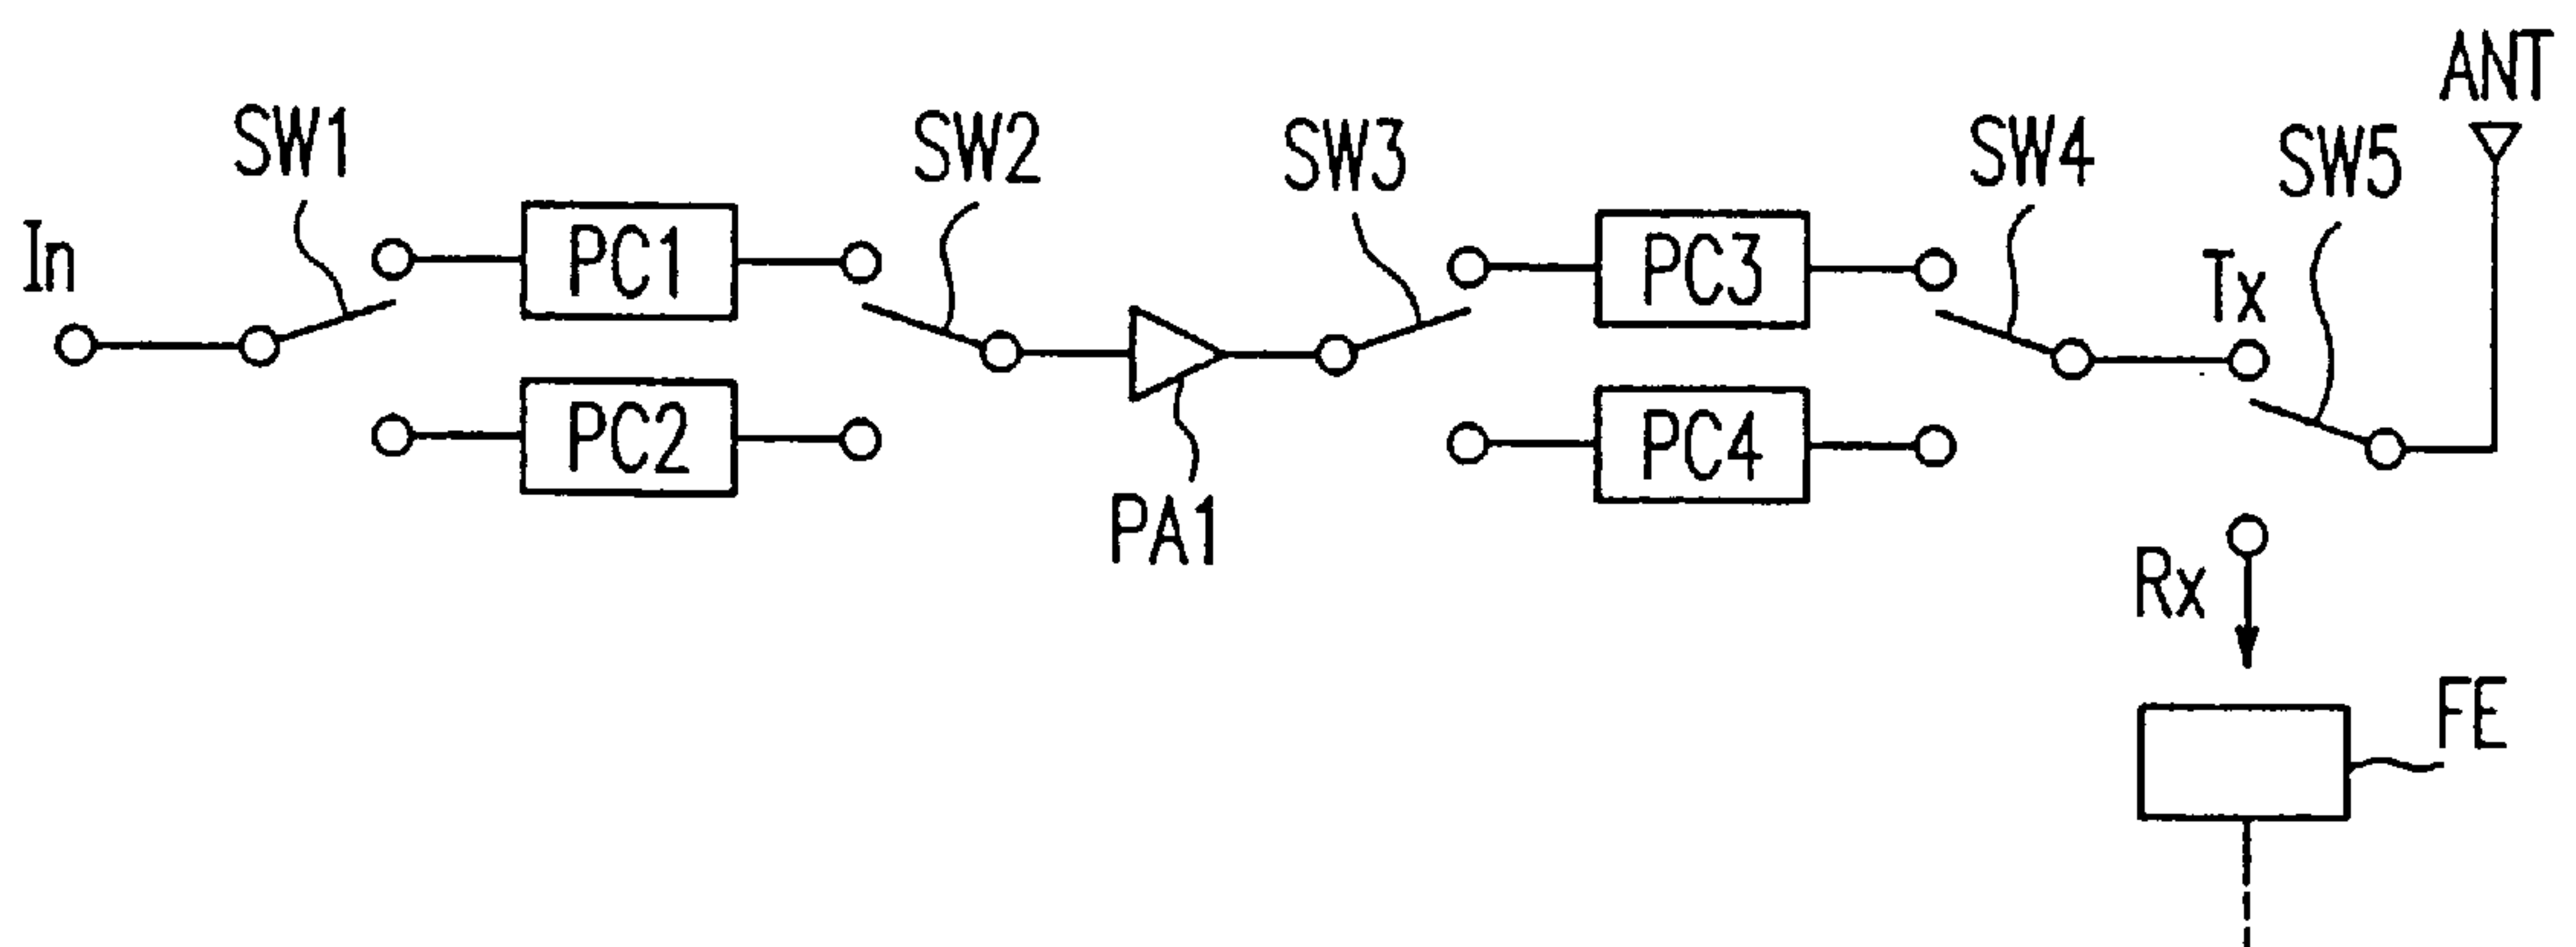 ANT
SW1
SW2
SW3
SW4
SW5
In
PC1
PC3
Tx
PC2
PC4
PA1
Rx
FE